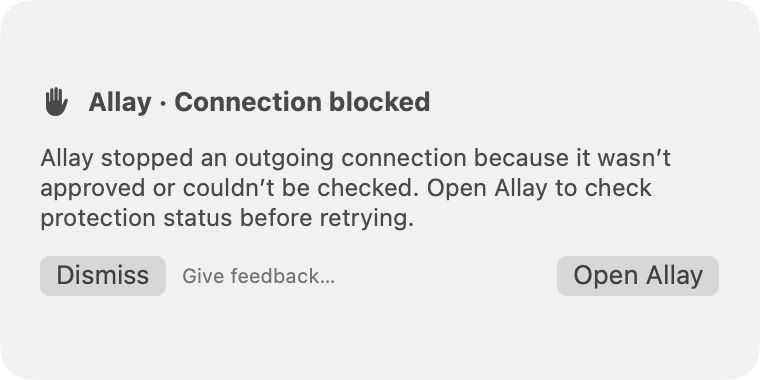 Allay · Connection blocked
Allay stopped an outgoing connection because it wasn’t
approved or couldn’t be checked. Open Allay to check
protection status before retrying.
Dismiss Give feedback... Open Allay